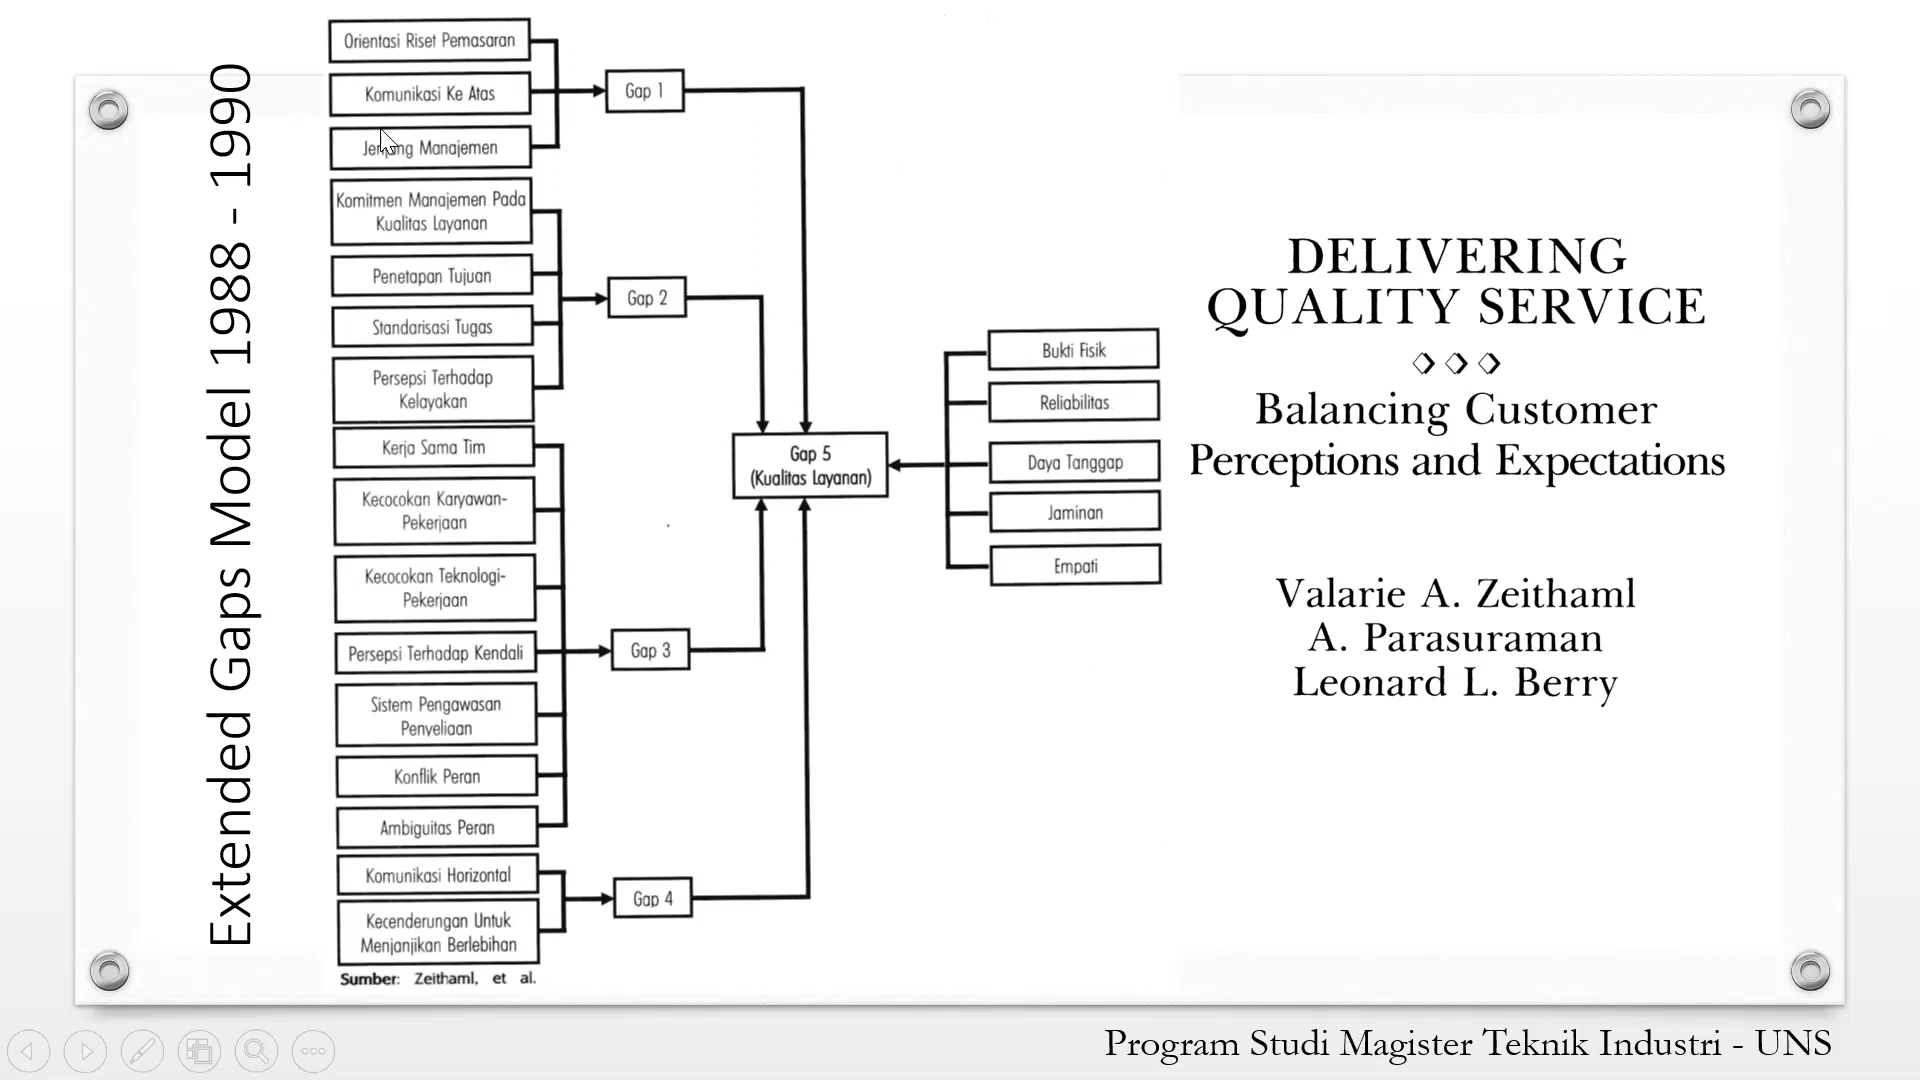 Extended Gaps Model 1988 - 1990
Orientasi Riset Pemasaran
Komunikasi Ke Atas
Manajemen
Komitmen Manajemen Pada
Kualitas Layanan
Penetapan Tujuan
Standarisasi Tugas
Persepsi Terhadap
Kelayakan
Kerja Sama Tim
Kecocokan Karyawan-
Pekerjaan
Kecocokan Teknologi-
Pekerjaan
Persepsi Terhadap Kendali
Sistem Pengawasan
Penyeliaan
Konflik Peran
Ambiguitas Peran
Komunikasi Horizontal
Kecenderungan Untuk
Menjanjikan Berlebihan
Sumber: Zeithaml, et al.
Gap 1
Gap 2
Gap 3
Gap 4
Gap 5
(Kualitas Layanan)
Bukti Fisik
Reliabilitas
Daya Tanggap
Jaminan
Empati
DELIVERING
QUALITY SERVICE
Balancing Customer
Perceptions and Expectations
Valarie A. Zeithaml
A. Parasuraman
Leonard L. Berry
Program Studi Magister Teknik Industri - UNS